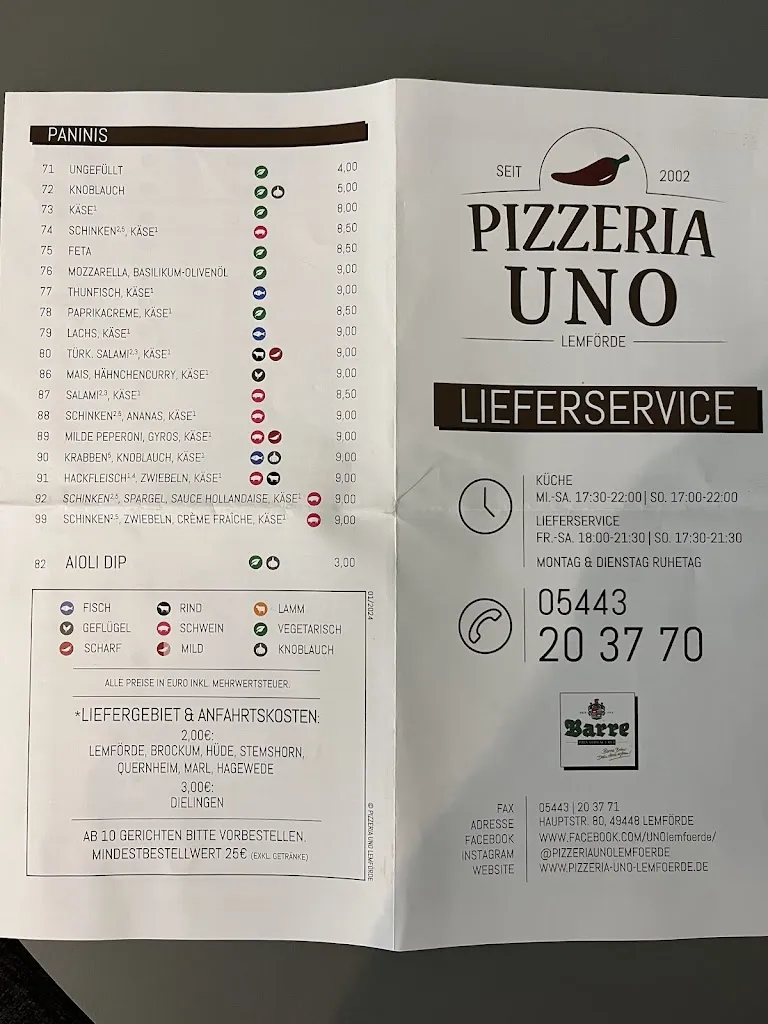 PANINIS
71 UNGEFÜLLT 4,00
72 KNOBLAUCH 5,00
73 KÄSE¹ 8,00
74 SCHINKEN²,⁵, KÄSE¹ 8,50
75 FETA 8,50
76 MOZZARELLA, BASILIKUM-OLIVENÖL 9,00
77 THUNFISCH, KÄSE¹ 9,00
78 PAPRIKACREME, KÄSE¹ 8,50
79 LACHS, KÄSE¹ 9,00
80 TÜRK. SALAMI²,³, KÄSE¹ 9,00
86 MAIS, HÄHNCHENCURRY, KÄSE¹ 9,00
87 SALAMI²,³, KÄSE¹ 8,50
88 SCHINKEN²,⁵, ANANAS, KÄSE¹ 9,00
89 MILDE PEPERONI, GYROS, KÄSE¹ 9,00
90 KRABBEN⁵, KNOBLAUCH, KÄSE¹ 9,00
91 HACKFLEISCH¹,⁴, ZWIEBELN, KÄSE¹ 9,00
92 SCHINKEN²,⁵, SPARGEL, SAUCE HOLLANDAISE, KÄSE¹ 9,00
99 SCHINKEN²,⁵, ZWIEBELN, CRÈME FRAÎCHE, KÄSE¹ 9,00
82 AIOLI DIP 3,00
01/2024
FISCH RIND LAMM
GEFLÜGEL SCHWEIN VEGETARISCH
SCHARF MILD KNOBLAUCH
ALLE PREISE IN EURO INKL. MEHRWERTSTEUER.
*LIEFERGEBIET & ANFAHRTSKOSTEN:
2,00€:
LEMFÖRDE, BROCKUM, HÜDE, STEMSHORN,
QUERNHEIM, MARL, HAGEWEDE
3,00€:
DIELINGEN
AB 10 GERICHTEN BITTE VORBESTELLEN.
MINDESTBESTELLWERT 25€ (EXKL. GETRÄNKE)
© PIZZERIA UNO LEMFÖRDE
SEIT 2002
PIZZERIA
UNO
LEMFÖRDE
LIEFERSERVICE
KÜCHE
MI.-SA. 17:30-22:00 | SO. 17:00-22:00
LIEFERSERVICE
FR.-SA. 18:00-21:30 | SO. 17:30-21:30
MONTAG & DIENSTAG RUHETAG
05443
20 37 70
Barre
FAX 05443 | 20 37 71
ADRESSE HAUPTSTR. 80, 49448 LEMFÖRDE
FACEBOOK WWW.FACEBOOK.COM/UNOlemfoerde/
INSTAGRAM @PIZZERIAUNOLEMFOERDE
WEBSITE WWW.PIZZERIA-UNO-LEMFOERDE.DE